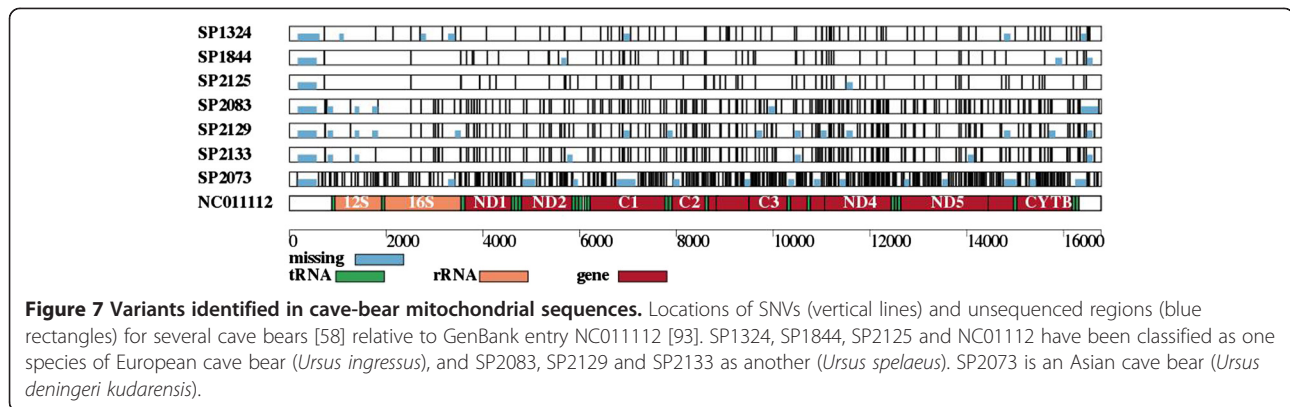 SP1324
SP1844
SP2125
SP2083
SP2129
SP2133
SP2073
NC011112
12S 16S ND1 ND2 C1 C2 C3 ND4 ND5 CYTB
0 2000 4000 6000 8000 10000 12000 14000 16000
missing
tRNA rRNA gene
Figure 7 Variants identified in cave-bear mitochondrial sequences. Locations of SNVs (vertical lines) and unsequenced regions (blue
rectangles) for several cave bears [58] relative to GenBank entry NC011112 [93]. SP1324, SP1844, SP2125 and NC01112 have been classified as one
species of European cave bear (Ursus ingressus), and SP2083, SP2129 and SP2133 as another (Ursus spelaeus). SP2073 is an Asian cave bear (Ursus
deningeri kudarensis).